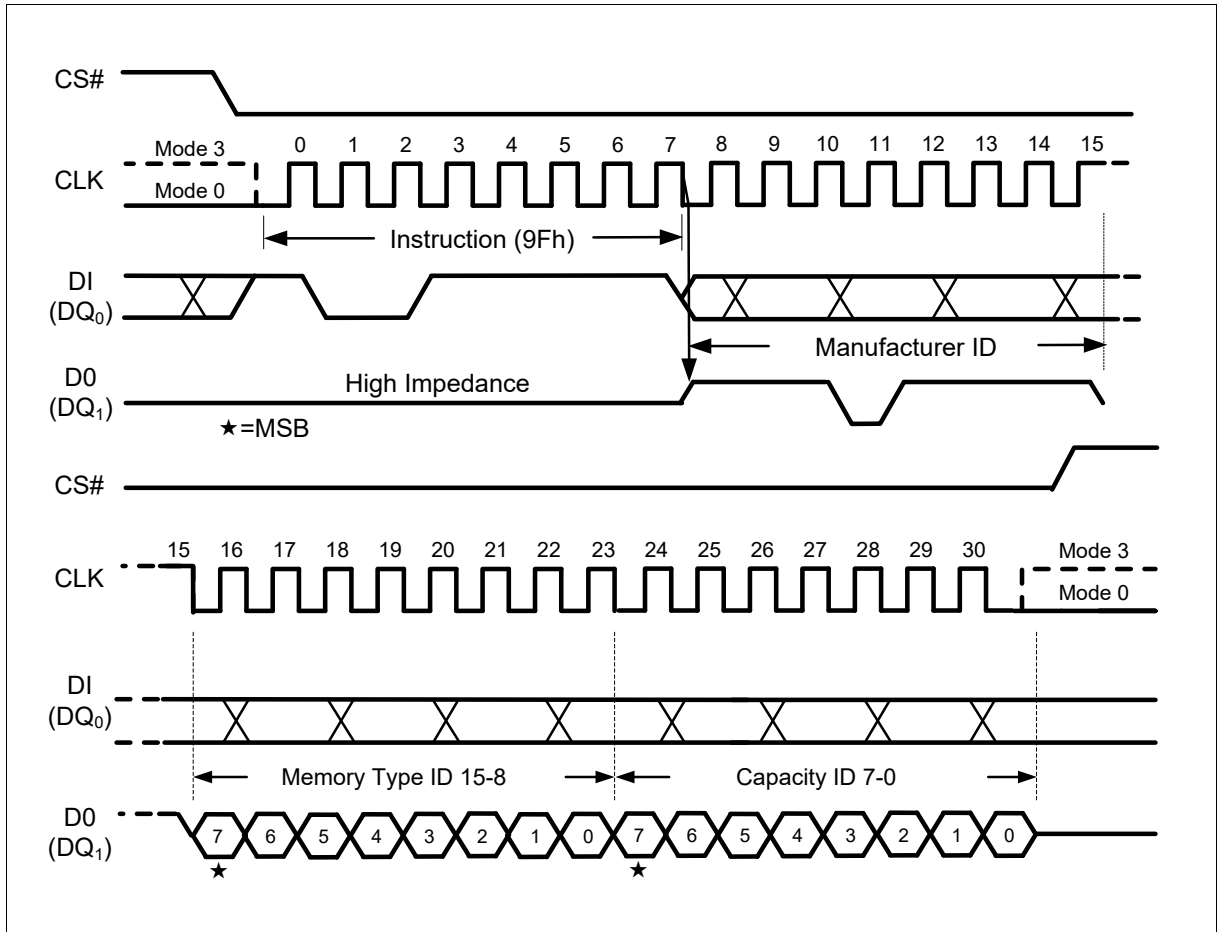 CS#
Mode 3
0 1 2 3 4 5 6 7 8 9 10 11 12 13 14 15
CLK
Mode 0
Instruction (9Fh)
DI
(DQ0)
Manufacturer ID
D0
(DQ1)
High Impedance
★=MSB
CS#
15 16 17 18 19 20 21 22 23 24 25 26 27 28 29 30
Mode 3
CLK
Mode 0
DI
(DQ0)
Memory Type ID 15-8
Capacity ID 7-0
D0
(DQ1)
7 6 5 4 3 2 1 0 7 6 5 4 3 2 1 0
★ ★